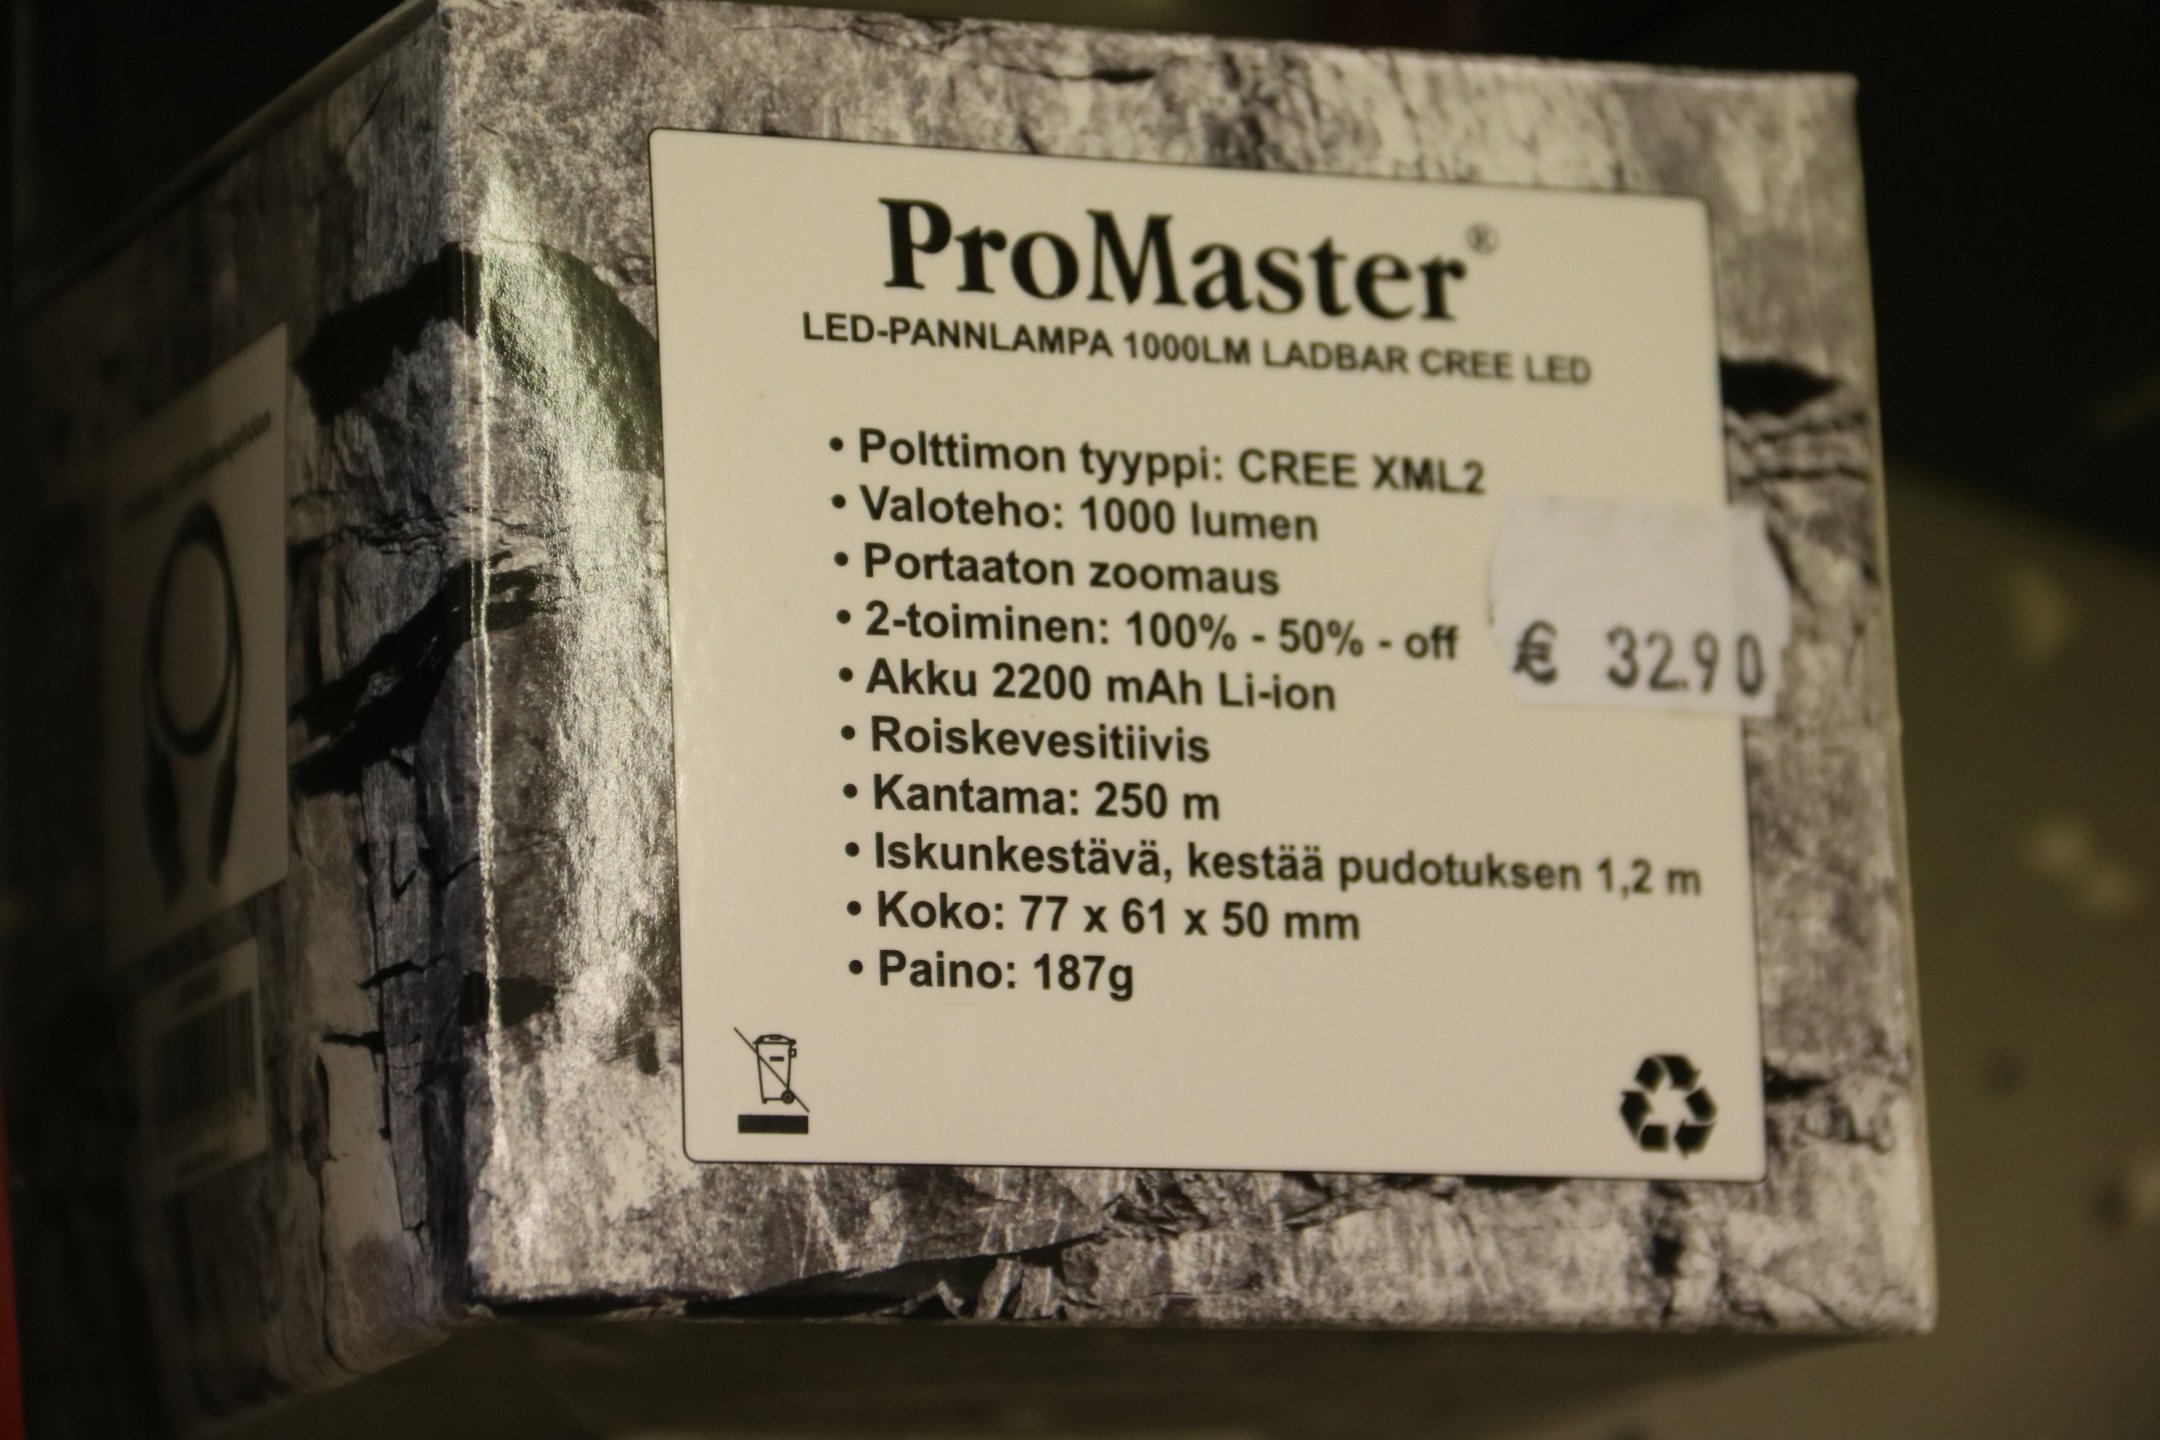 ProMaster®
LED-PANNLAMPA 1000LM LADBAR CREE LED
• Polttimon tyyppi: CREE XML2
• Valoteho: 1000 lumen
• Portaaton zoomaus
• 2-toiminen: 100% - 50% - off
• Akku 2200 mAh Li-ion
• Roiskevesitiivis
• Kantama: 250 m
• Iskunkestävä, kestää pudotuksen 1,2 m
• Koko: 77 x 61 x 50 mm
• Paino: 187g
€ 32.90